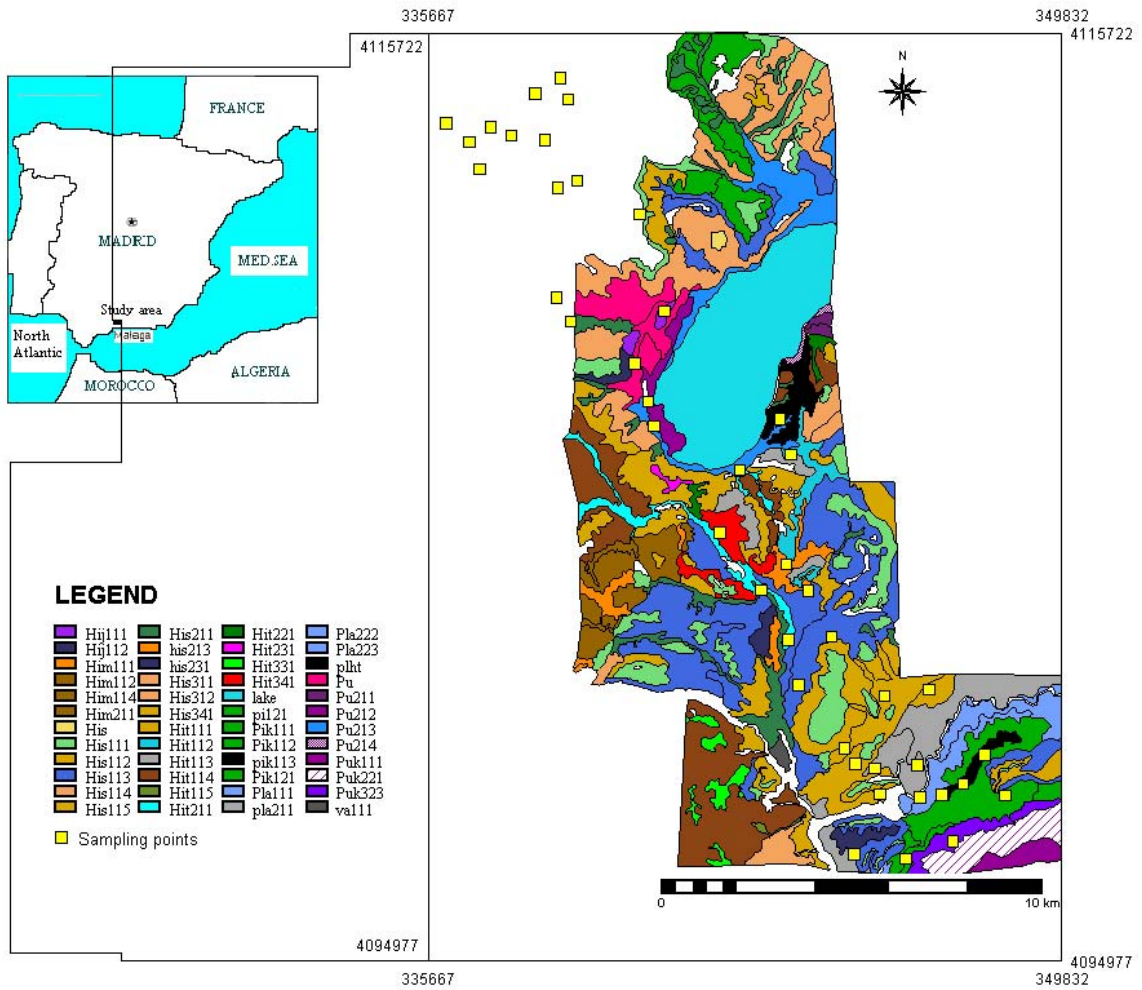 335667
349832
4115722
4115722
N
FRANCE
MADRID
MED.SEA
Study area
Malaga
North
Atlantic
MOROCCO
ALGERIA
LEGEND
Hij111
His211
Hit221
Pla222
Hij112
his213
Hit231
Pla223
Him111
his231
Hit331
plht
Him112
His311
Hit341
Pu
Him114
His312
lake
Pu211
Him211
His341
pi121
Pu212
His
Hit111
Pik111
Pu213
His111
Hit112
Pik112
Pu214
His112
Hit113
pik113
Puk111
His113
Hit114
Pik121
Puk221
His114
Hit115
Pla111
Puk323
His115
Hit211
pla211
va111
Sampling points
0
10 km
4094977
4094977
335667
349832